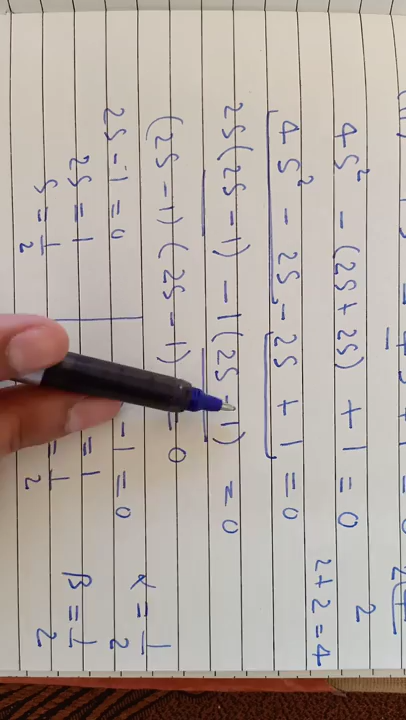 4S² - (2S + 2S) + 1 = 0
2 + 2 = 4
4S² - 2S - 2S + 1 = 0
2S(2S - 1) - 1(2S - 1) = 0
(2S - 1)(2S - 1) = 0
2S - 1 = 0
- 1 = 0
2S = 1
= 1
S = 1/2
= 1/2
α = 1/2
β = 1/2